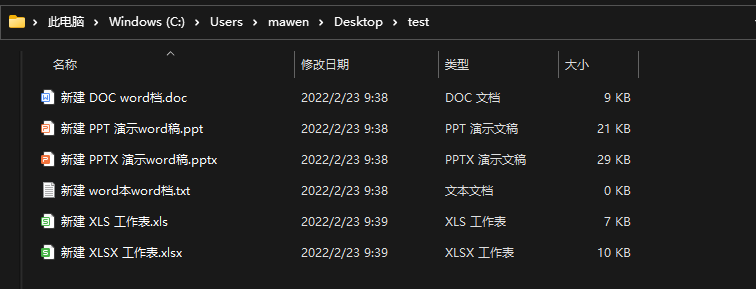 此电脑 > Windows (C:) > Users > mawen > Desktop > test
名称 修改日期 类型 大小
新建 DOC word档.doc 2022/2/23 9:38 DOC 文档 9 KB
新建 PPT 演示word稿.ppt 2022/2/23 9:38 PPT 演示文稿 21 KB
新建 PPTX 演示word稿.pptx 2022/2/23 9:38 PPTX 演示文稿 29 KB
新建 word本word档.txt 2022/2/23 9:38 文本文档 0 KB
新建 XLS 工作表.xls 2022/2/23 9:39 XLS 工作表 7 KB
新建 XLSX 工作表.xlsx 2022/2/23 9:39 XLSX 工作表 10 KB